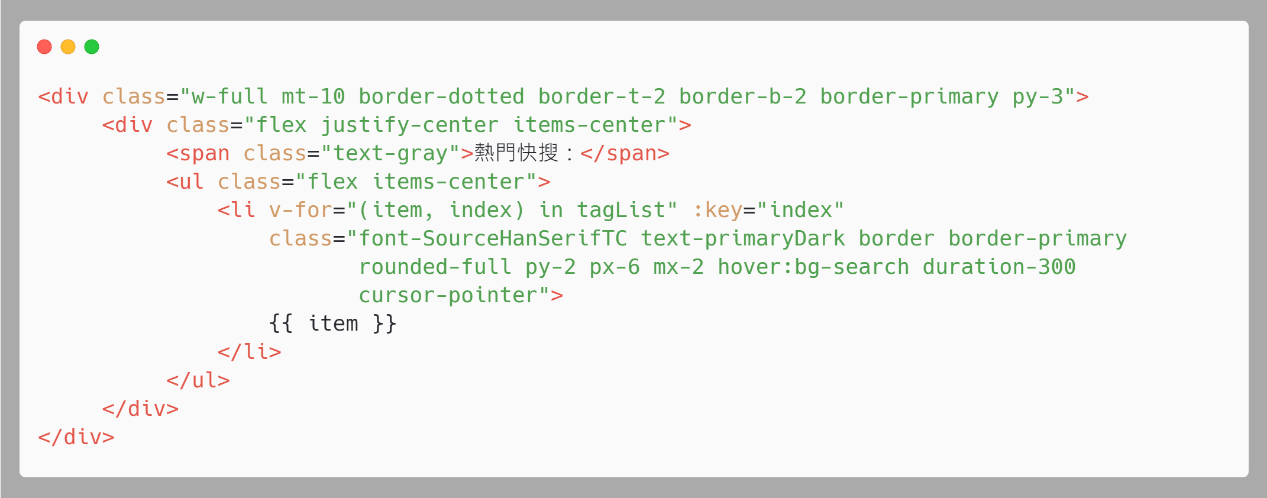 <div class="w-full mt-10 border-dotted border-t-2 border-b-2 border-primary py-3">
<div class="flex justify-center items-center">
<span class="text-gray">熱門快搜：</span>
<ul class="flex items-center">
<li v-for="(item, index) in tagList" :key="index"
class="font-SourceHanSerifTC text-primaryDark border border-primary
rounded-full py-2 px-6 mx-2 hover:bg-search duration-300
cursor-pointer">
{{ item }}
</li>
</ul>
</div>
</div>